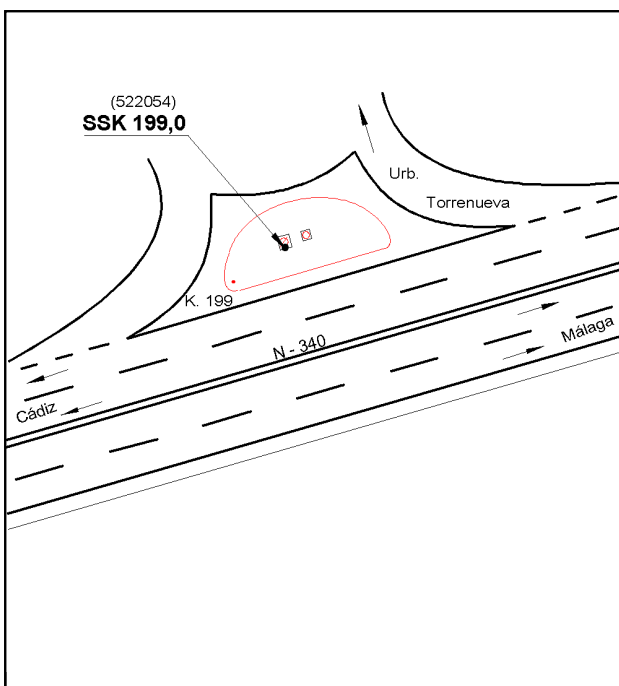 (522054)
SSK 199,0
Urb.
Torrenueva
K. 199
N - 340
Málaga
Cádiz